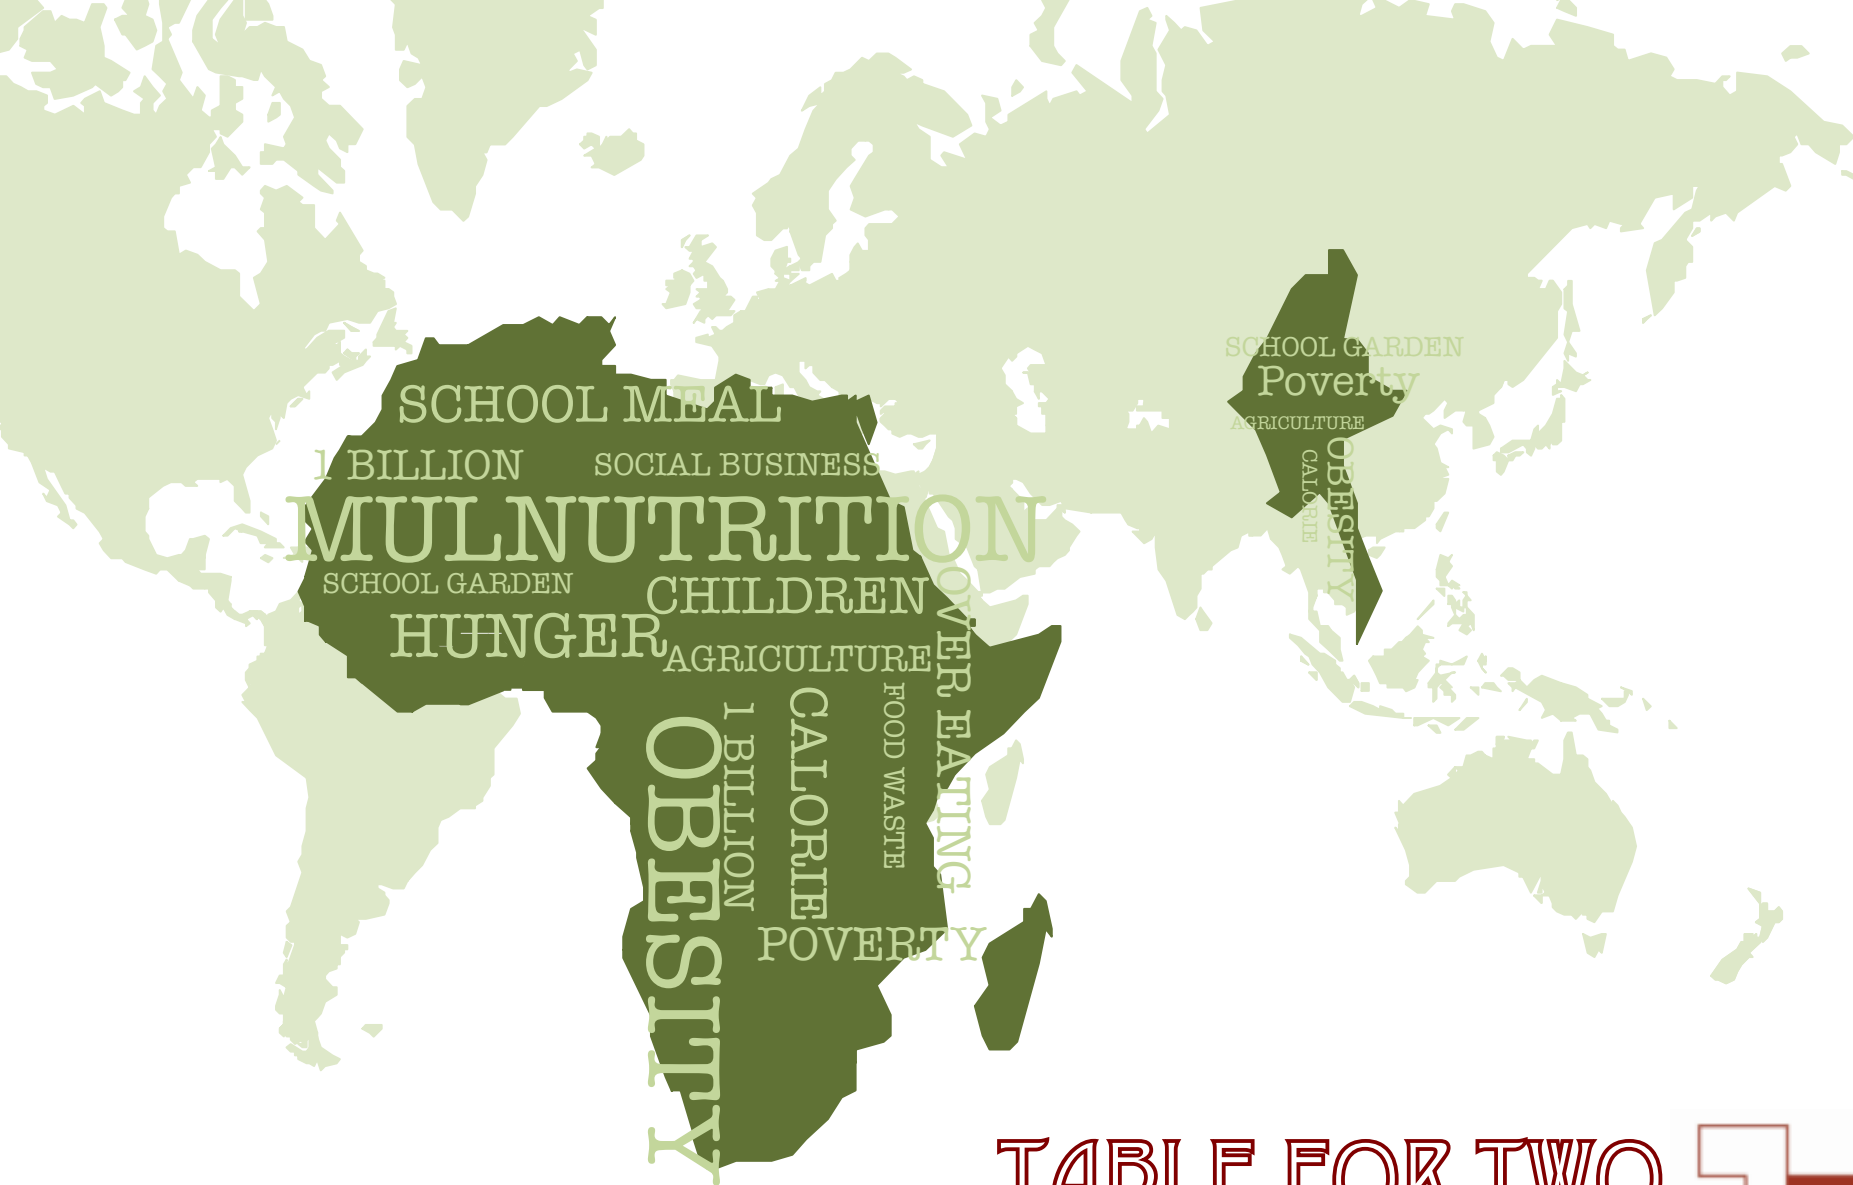 SCHOOL GARDEN
Poverty
AGRICULTURE
OBESITY
CALORIE
SCHOOL MEAL
1 BILLION
SOCIAL BUSINESS
MULNUTRITION
SCHOOL GARDEN
CHILDREN
HUNGER
AGRICULTURE
OVER EATING
FOOD WASTE
CALORIE
1 BILLION
OBESITY
POVERTY
TABLE FOR TWO